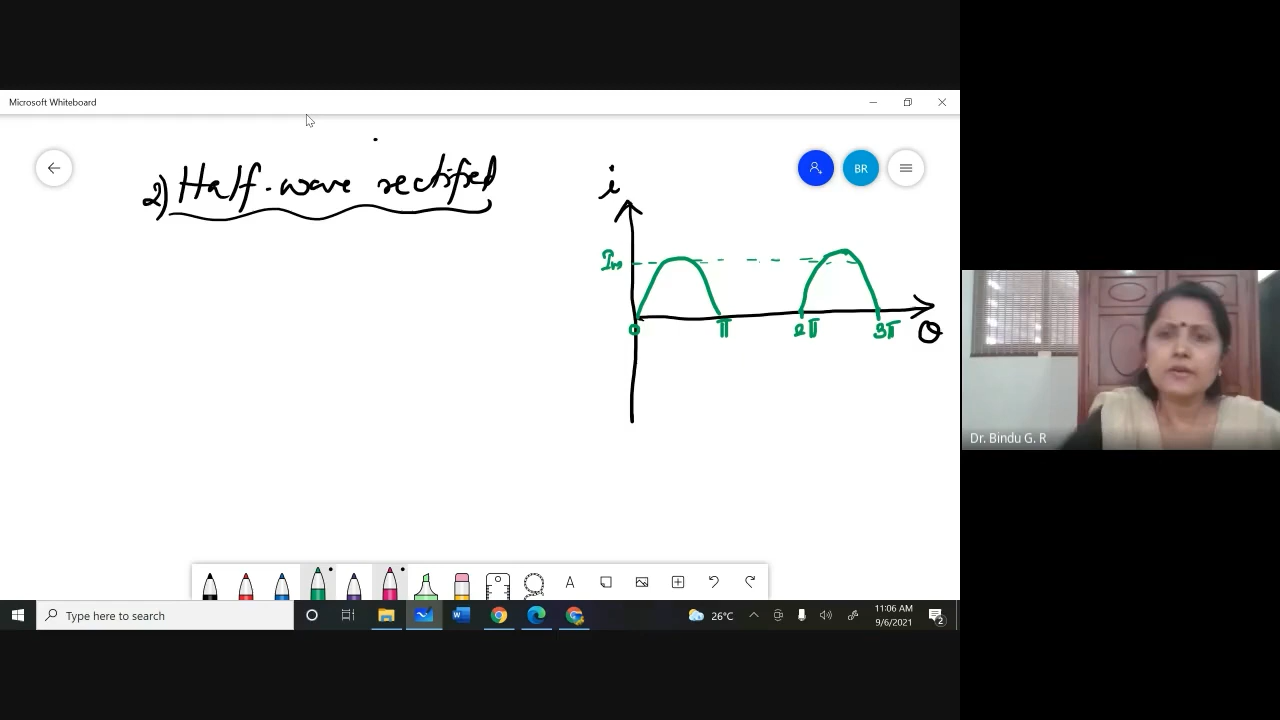 Microsoft Whiteboard
2) Half-wave rectified
BR
i
Im
0 π 2π 3π θ
Dr. Bindu G. R
A
Type here to search
26°C
11:06 AM
9/6/2021
2